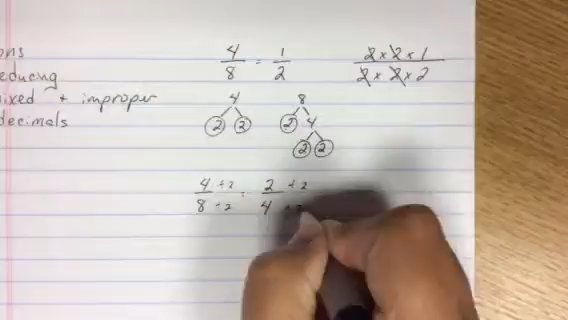 ons
educing
ixed + improper
decimals
4/8 = 1/2
2 × 2 × 1 / 2 × 2 × 2
4
2 2
8
2 4
2 2
4 ÷2 / 8 ÷2 = 2 ÷2 / 4 ÷2